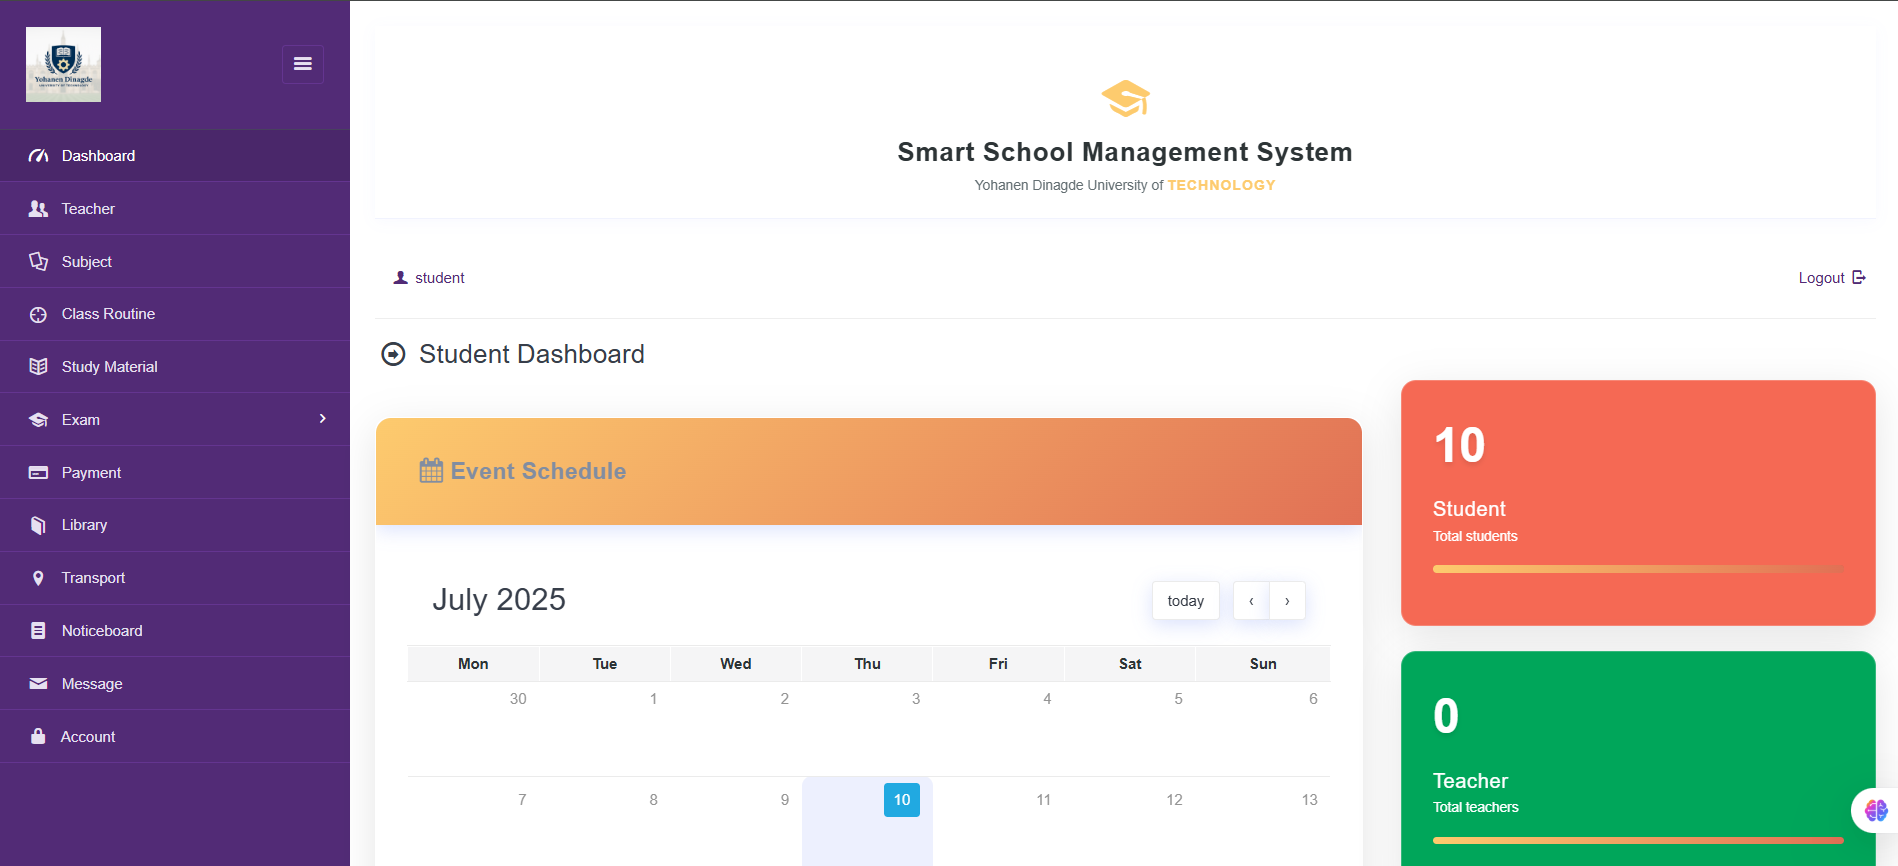 Yohanen Dinagde
UNIVERSITY OF TECHNOLOGY
Dashboard
Teacher
Subject
Class Routine
Study Material
Exam
Payment
Library
Transport
Noticeboard
Message
Account
Smart School Management System
Yohanen Dinagde University of TECHNOLOGY
student
Logout
Student Dashboard
Event Schedule
July 2025
today ‹ ›
Mon Tue Wed Thu Fri Sat Sun
30 1 2 3 4 5 6
7 8 9 10 11 12 13
10
Student
Total students
0
Teacher
Total teachers